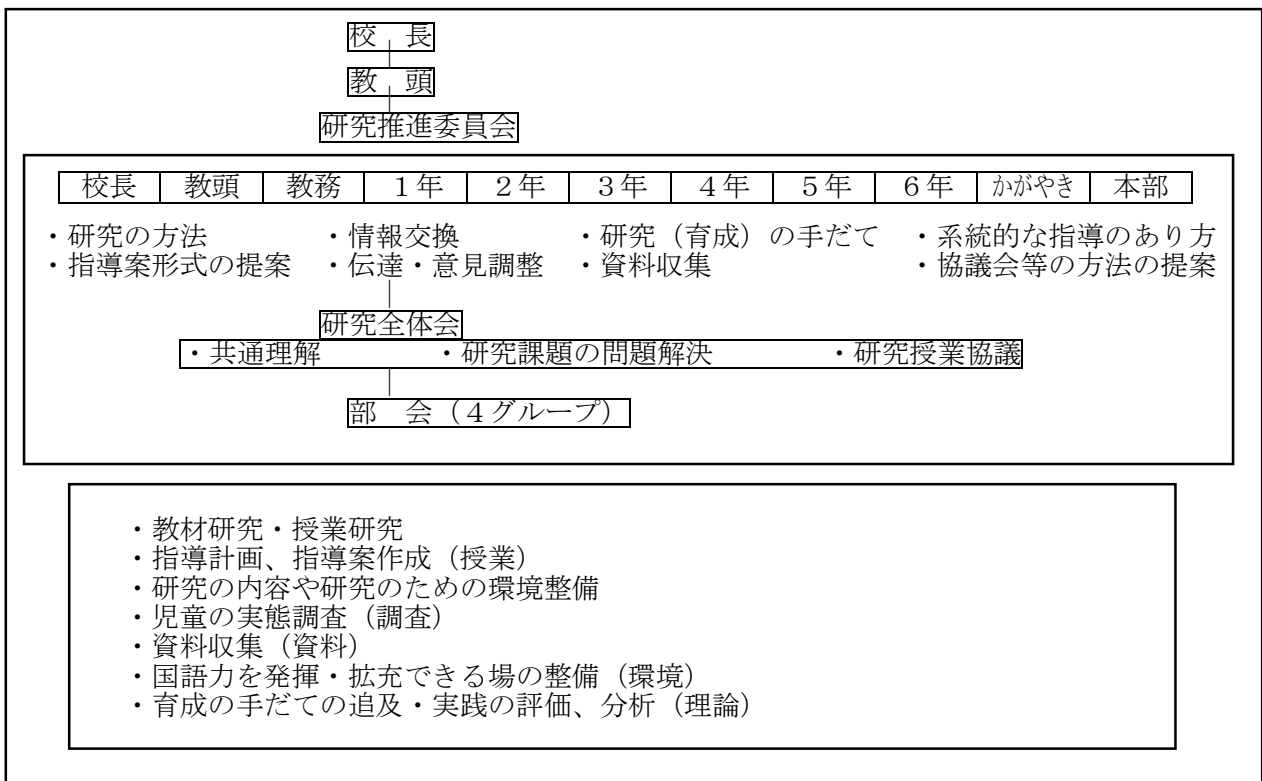 校　長
教　頭
研究推進委員会
校長　教頭　教務　１年　２年　３年　４年　５年　６年　かがやき　本部
・研究の方法　・情報交換　・研究（育成）の手だて　・系統的な指導のあり方
・指導案形式の提案　・伝達・意見調整　・資料収集　・協議会等の方法の提案
研究全体会
・共通理解　・研究課題の問題解決　・研究授業協議
部　会（４グループ）
・教材研究・授業研究
・指導計画、指導案作成（授業）
・研究の内容や研究のための環境整備
・児童の実態調査（調査）
・資料収集（資料）
・国語力を発揮・拡充できる場の整備（環境）
・育成の手だての追及・実践の評価、分析（理論）